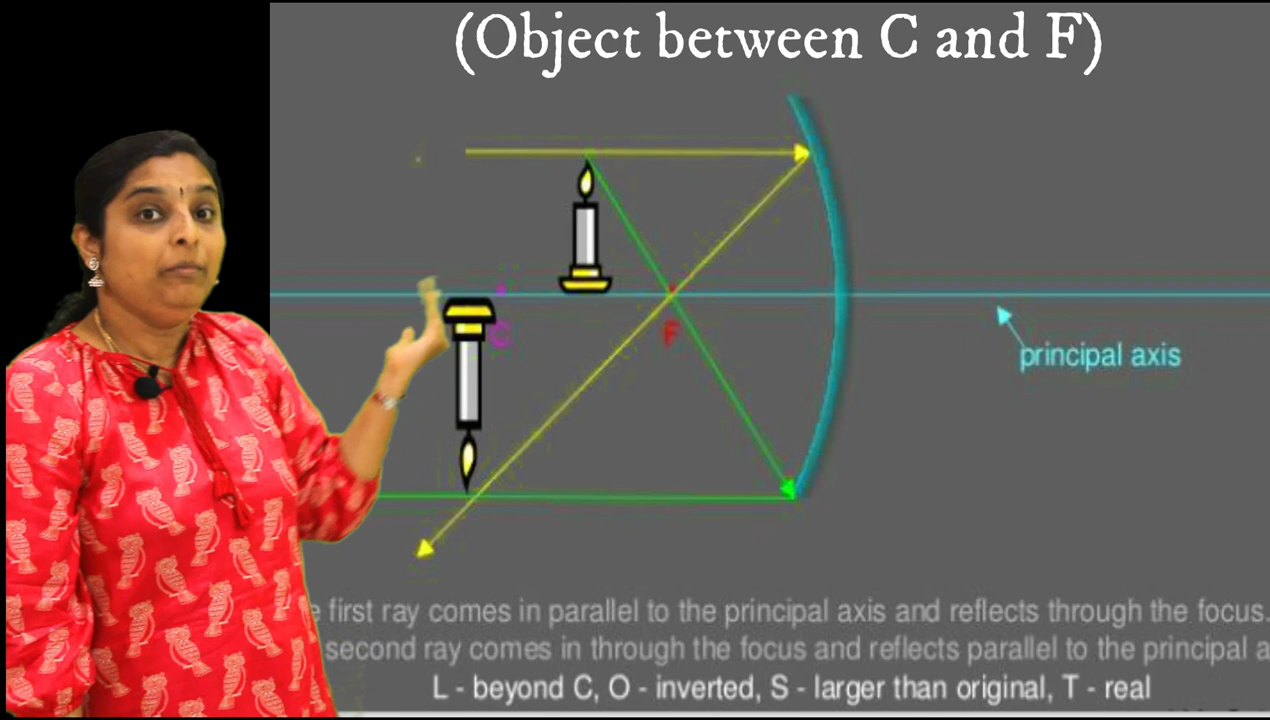 (Object between C and F)
C
F
principal axis
first ray comes in parallel to the principal axis and reflects through the focus.
second ray comes in through the focus and reflects parallel to the principal
L - beyond C, O - inverted, S - larger than original, T - real